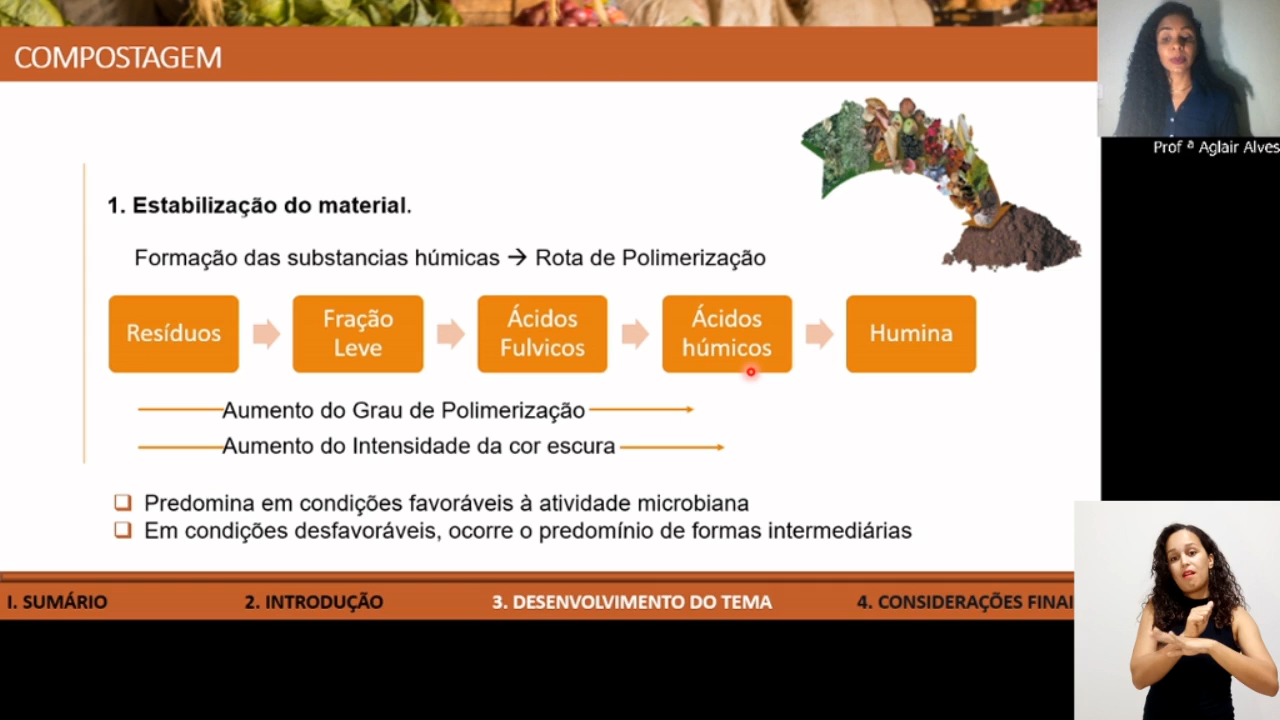 COMPOSTAGEM
Prof ª Aglair Alves
1. Estabilização do material.
Formação das substancias húmicas → Rota de Polimerização
Resíduos
Fração
Leve
Ácidos
Fulvicos
Ácidos
húmicos
Humina
Aumento do Grau de Polimerização
Aumento do Intensidade da cor escura
❑ Predomina em condições favoráveis à atividade microbiana
❑ Em condições desfavoráveis, ocorre o predomínio de formas intermediárias
I. SUMÁRIO
2. INTRODUÇÃO
3. DESENVOLVIMENTO DO TEMA
4. CONSIDERAÇÕES FINAI